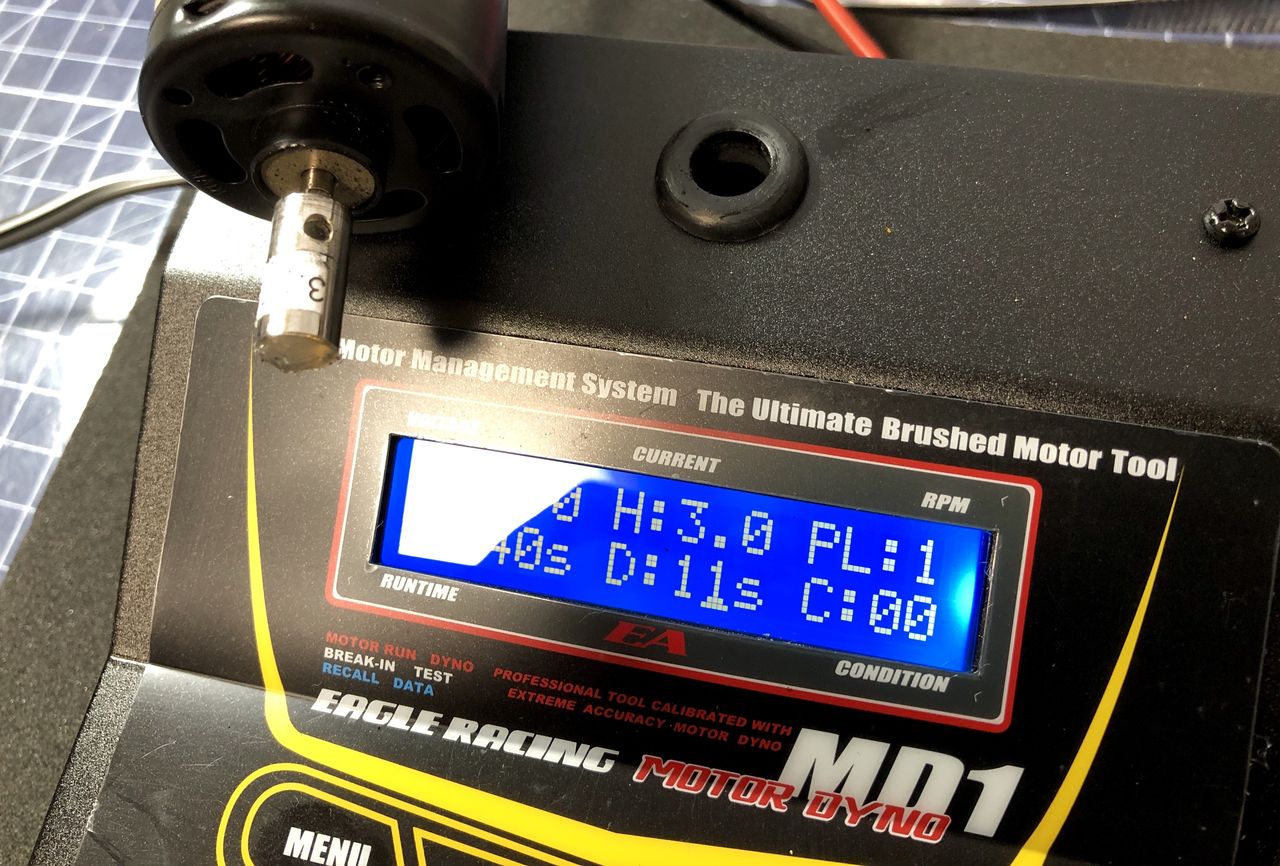 3
Motor Management System The Ultimate Brushed Motor Tool
CURRENT
RPM
0 H:3.0 PL:1
40s D:11s C:00
RUNTIME
EA
CONDITION
MOTOR RUN DYNO
BREAK-IN TEST
RECALL DATA
PROFESSIONAL TOOL CALIBRATED WITH
EXTREME ACCURACY·MOTOR DYNO
EAGLE RACING
MOTOR DYNO
MD1
MENU